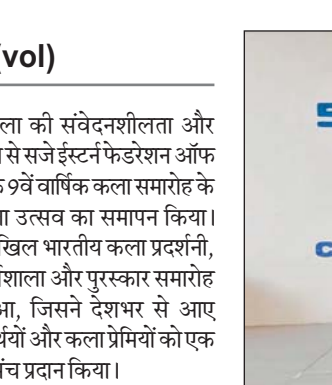 (vol)
ला की संवेदनशीलता और
से सजे ईस्टर्न फेडरेशन ऑफ
9वें वार्षिक कला समारोह के
उत्सव का समापन किया।
खिल भारतीय कला प्रदर्शनी,
शाला और पुरस्कार समारोह
जिसने देशभर से आए
और कला प्रेमियों को एक
मंच प्रदान किया।